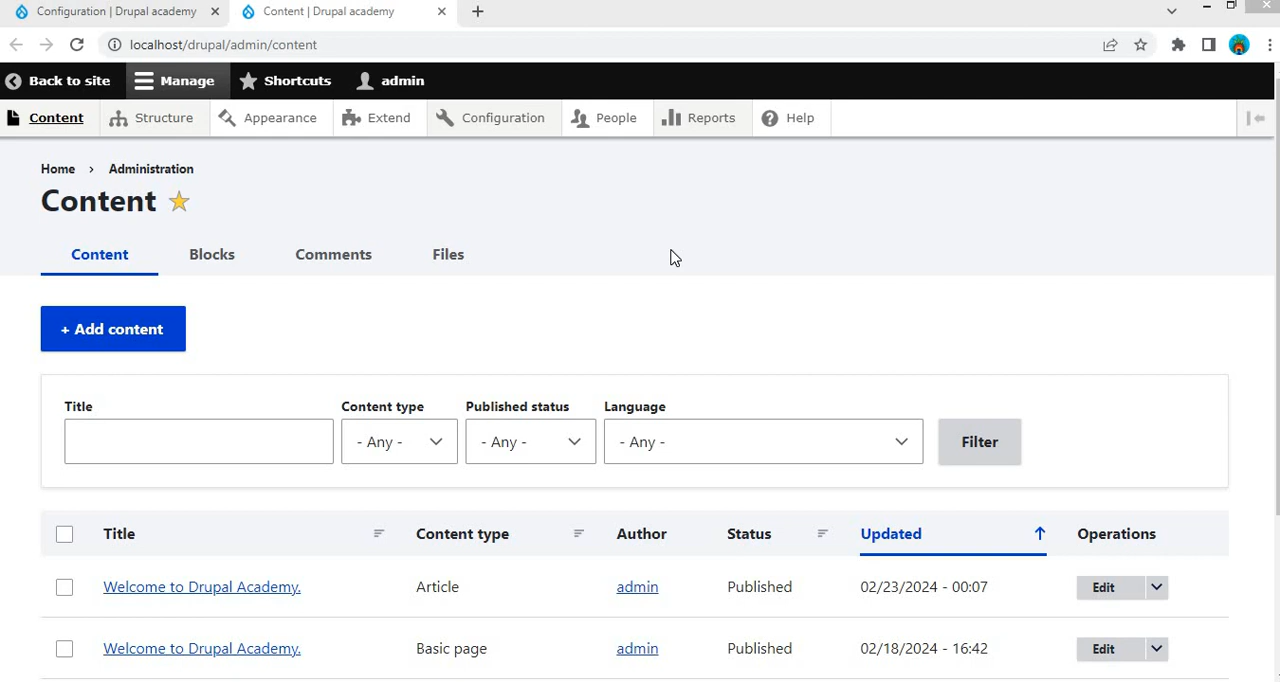 Configuration | Drupal academy
Content | Drupal academy
localhost/drupal/admin/content
Back to site Manage Shortcuts admin
Content Structure Appearance Extend Configuration People Reports Help
Home › Administration
Content
Content Blocks Comments Files
+ Add content
Title Content type Published status Language
- Any - - Any - - Any - Filter
Title Content type Author Status Updated Operations
Welcome to Drupal Academy. Article admin Published 02/23/2024 - 00:07 Edit
Welcome to Drupal Academy. Basic page admin Published 02/18/2024 - 16:42 Edit